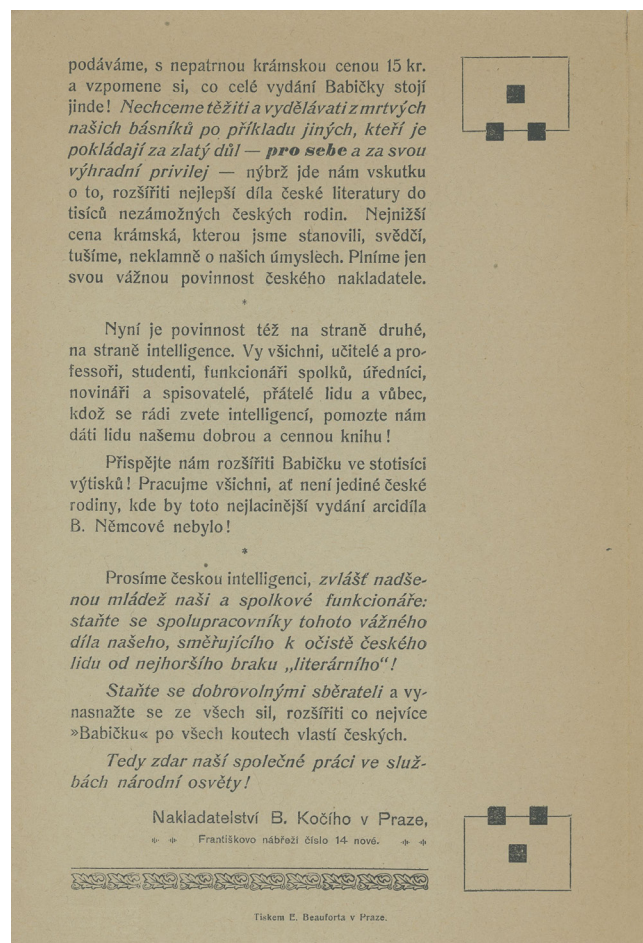 podáváme, s nepatrnou krámskou cenou 15 kr.
a vzpomene si, co celé vydání Babičky stojí
jinde! Nechceme těžiti a vydělávati z mrtvých
našich básníků po příkladu jiných, kteří je
pokládají za zlatý důl — pro sebe a za svou
výhradní privilej — nýbrž jde nám vskutku
o to, rozšířiti nejlepší díla české literatury do
tisíců nezámožných českých rodin. Nejnižší
cena krámská, kterou jsme stanovili, svědčí,
tušíme, neklamně o našich úmyslech. Plníme jen
svou vážnou povinnost českého nakladatele.
*
Nyní je povinnost též na straně druhé,
na straně intelligence. Vy všichni, učitelé a pro-
fessoři, studenti, funkcionáři spolků, úředníci,
novináři a spisovatelé, přátelé lidu a vůbec,
kdož se rádi zvete intelligencí, pomozte nám
dáti lidu našemu dobrou a cennou knihu!
Přispějte nám rozšířiti Babičku ve stotisíci
výtisků! Pracujme všichni, ať není jediné české
rodiny, kde by toto nejlacinější vydání arcidíla
B. Němcové nebylo!
*
Prosíme českou intelligenci, zvlášť nadše-
nou mládež naši a spolkové funkcionáře:
staňte se spolupracovníky tohoto vážného
díla našeho, směřujícího k očistě českého
lidu od nejhoršího braku „literárního“!
Staňte se dobrovolnými sběrateli a vy-
nasnažte se ze všech sil, rozšířiti co nejvíce
»Babičku« po všech koutech vlastí českých.
Tedy zdar naší společné práci ve služ-
bách národní osvěty!
Nakladatelství B. Kočího v Praze,
Františkovo nábřeží číslo 14 nové.
Tiskem E. Beauforta v Praze.